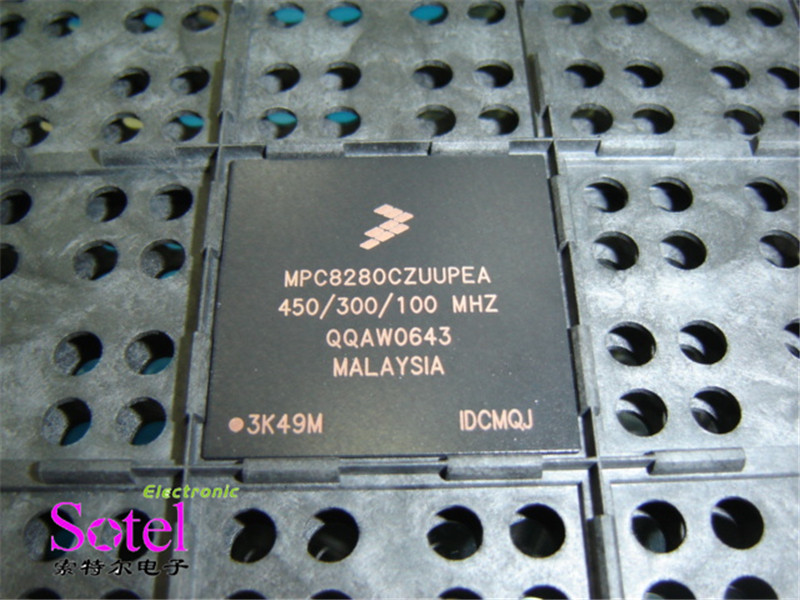 MPC8280CZUUPEA
450/300/100 MHZ
QQAW0643
MALAYSIA
3K49M
IDCMQJ
Electronic
Sotel
索特尔电子